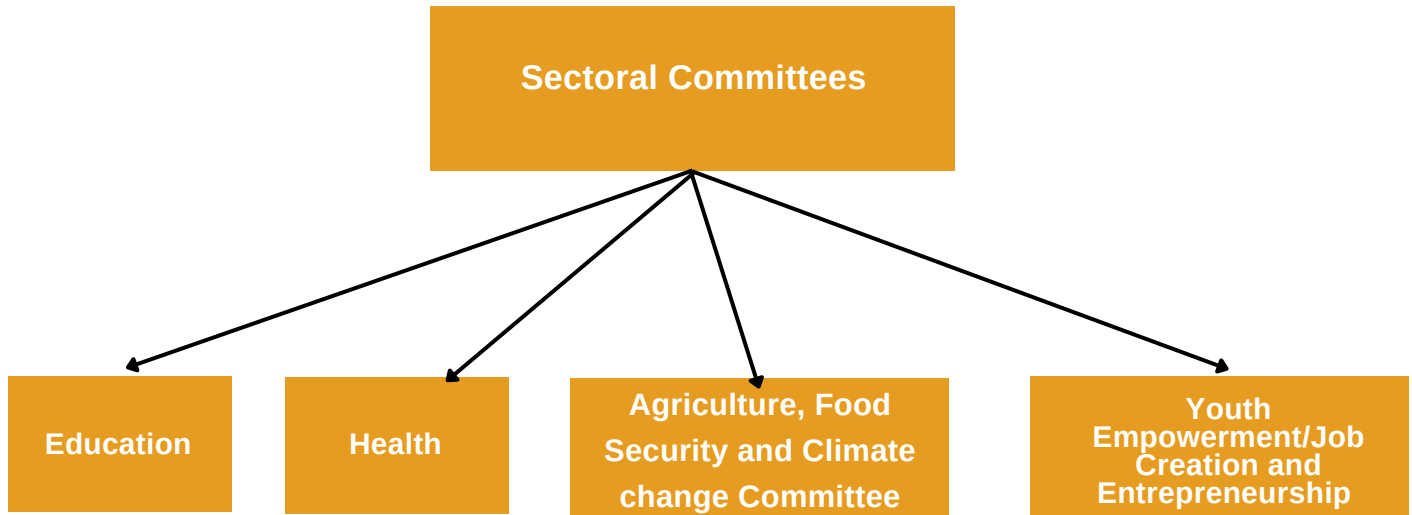 Sectoral Committees
Education
Health
Agriculture, Food
Security and Climate
change Committee
Youth
Empowerment/Job
Creation and
Entrepreneurship